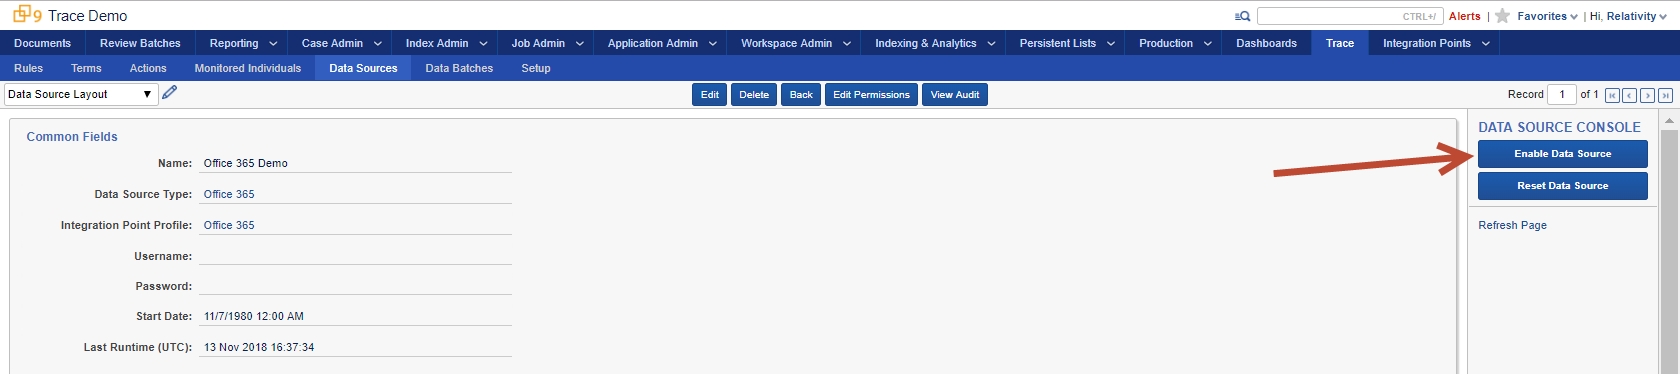 9 Trace Demo CTRL+/ Alerts | Favorites | Hi, Relativity
Documents Review Batches Reporting Case Admin Index Admin Job Admin Application Admin Workspace Admin Indexing & Analytics Persistent Lists Production Dashboards Trace Integration Points
Rules Terms Actions Monitored Individuals Data Sources Data Batches Setup
Data Source Layout Edit Delete Back Edit Permissions View Audit Record 1 of 1
Common Fields
Name: Office 365 Demo
Data Source Type: Office 365
Integration Point Profile: Office 365
Username:
Password:
Start Date: 11/7/1980 12:00 AM
Last Runtime (UTC): 13 Nov 2018 16:37:34
DATA SOURCE CONSOLE
Enable Data Source
Reset Data Source
Refresh Page